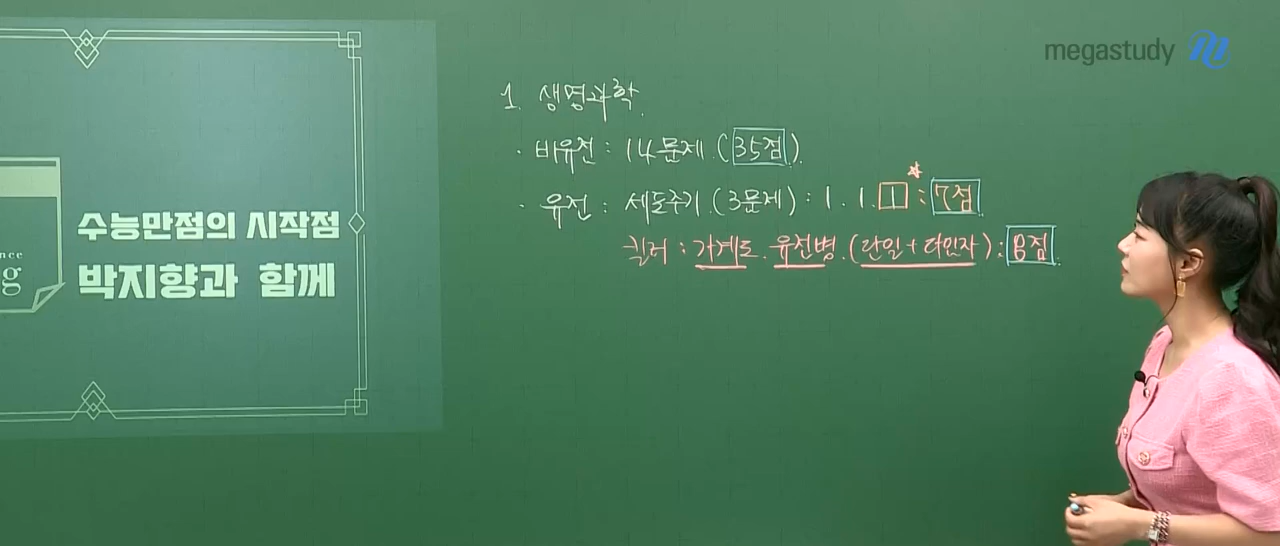 megastudy
nce
g
수능만점의 시작점
박지향과 함께
1. 생명과학.
· 비유전 : 14문제.(35점).
· 유전 : 세포주기.(3문제) : 1. 1. 1 : 7점
킬러 : 가계도. 유전병. (단일+다인자) : 8점.